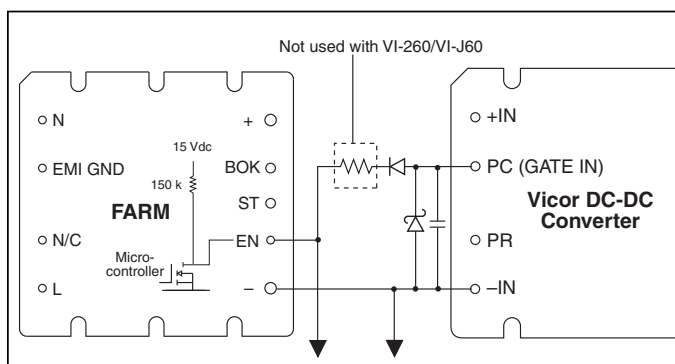 Not used with VI-260/VI-J60
N
EMI GND
N/C
L
15 Vdc
150 k
FARM
Micro-
controller
+
BOK
ST
EN
–
+IN
PC (GATE IN)
Vicor DC-DC
Converter
PR
–IN